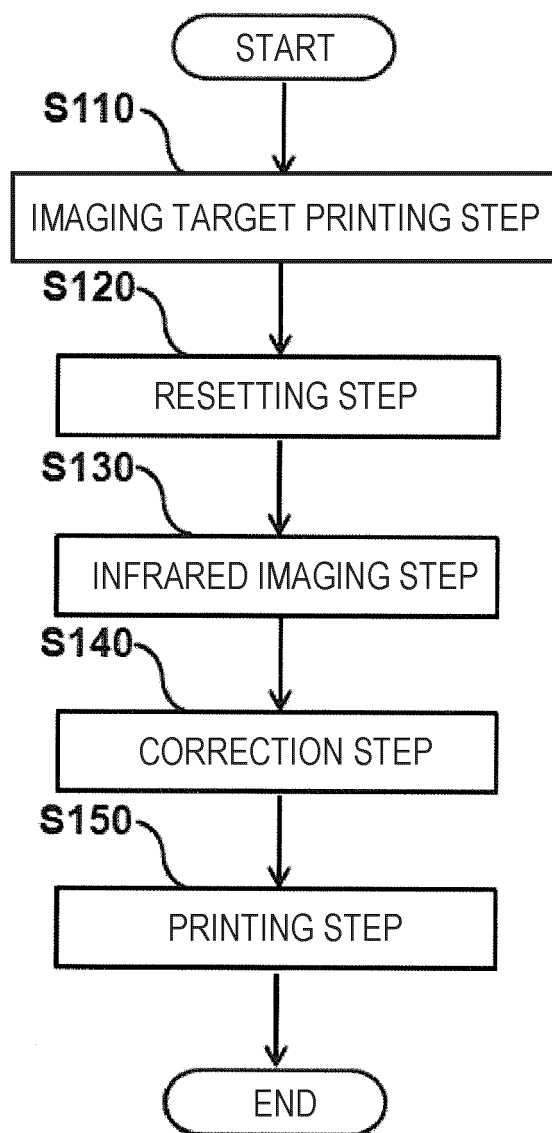 START
S110
IMAGING TARGET PRINTING STEP
S120
RESETTING STEP
S130
INFRARED IMAGING STEP
S140
CORRECTION STEP
S150
PRINTING STEP
END